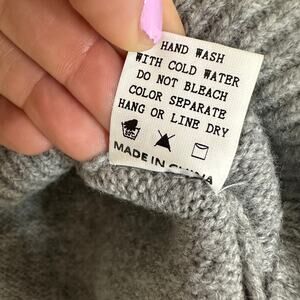 HAND WASH
WITH COLD WATER
DO NOT BLEACH
COLOR SEPARATE
HANG OR LINE DRY
MADE IN CHINA